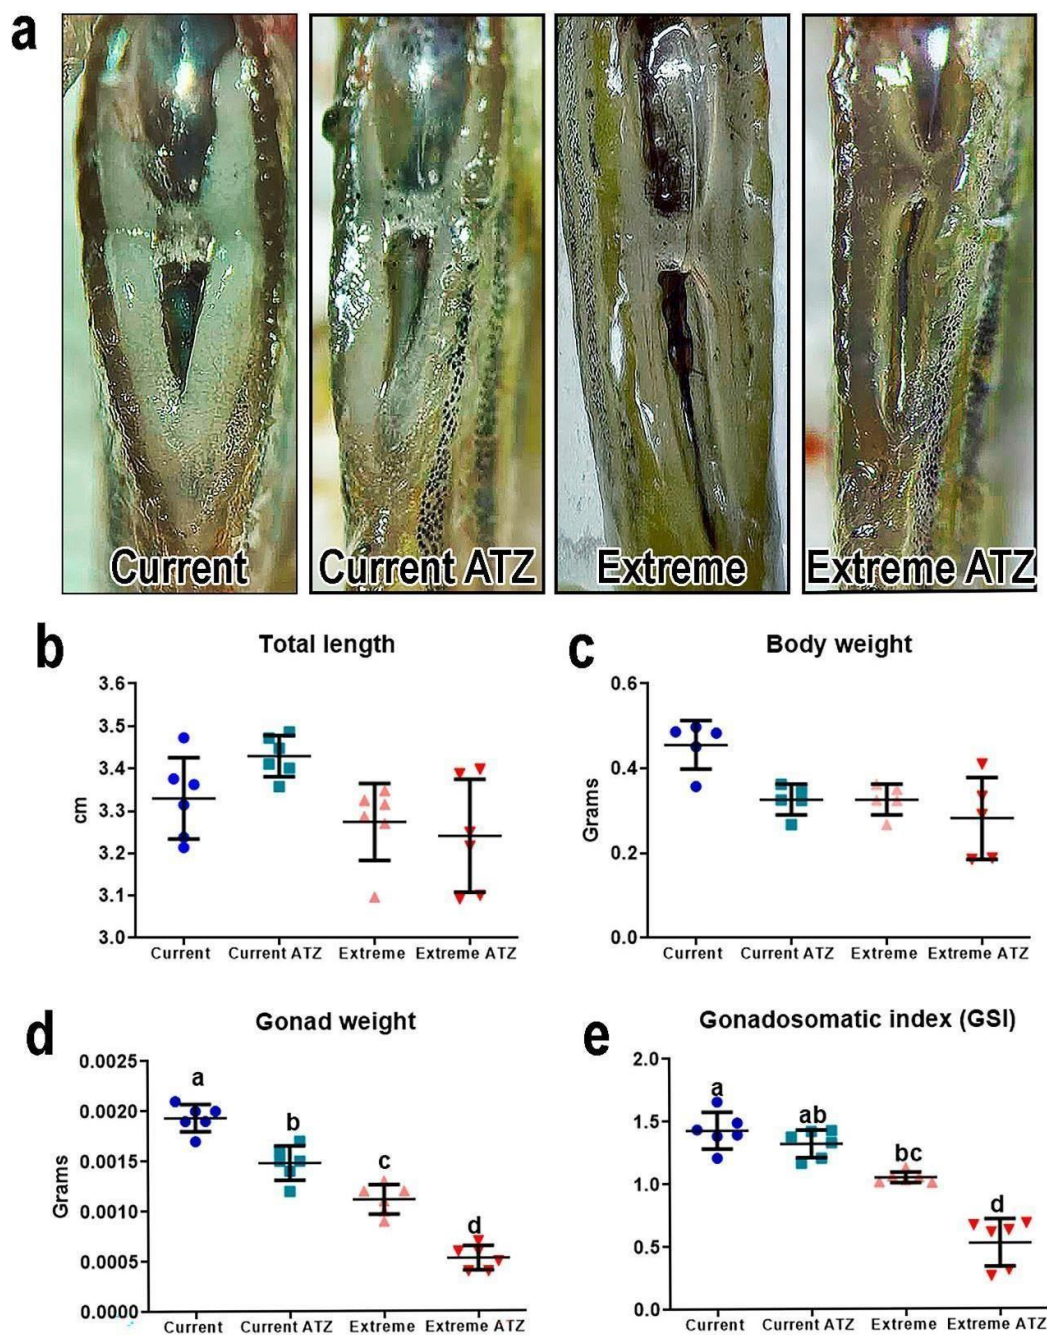 a
Current
Current ATZ
Extreme
Extreme ATZ
b
Total length
3.6
3.5
3.4
3.3
3.2
3.1
3.0
cm
Current
Current ATZ
Extreme
Extreme ATZ
c
Body weight
0.6
0.4
0.2
0.0
Grams
Current
Current ATZ
Extreme
Extreme ATZ
d
Gonad weight
0.0025
0.0020
0.0015
0.0010
0.0005
0.0000
Grams
a
b
c
d
Current
Current ATZ
Extreme
Extreme ATZ
e
Gonadosomatic index (GSI)
2.0
1.5
1.0
0.5
0.0
a
ab
bc
d
Current
Current ATZ
Extreme
Extreme ATZ